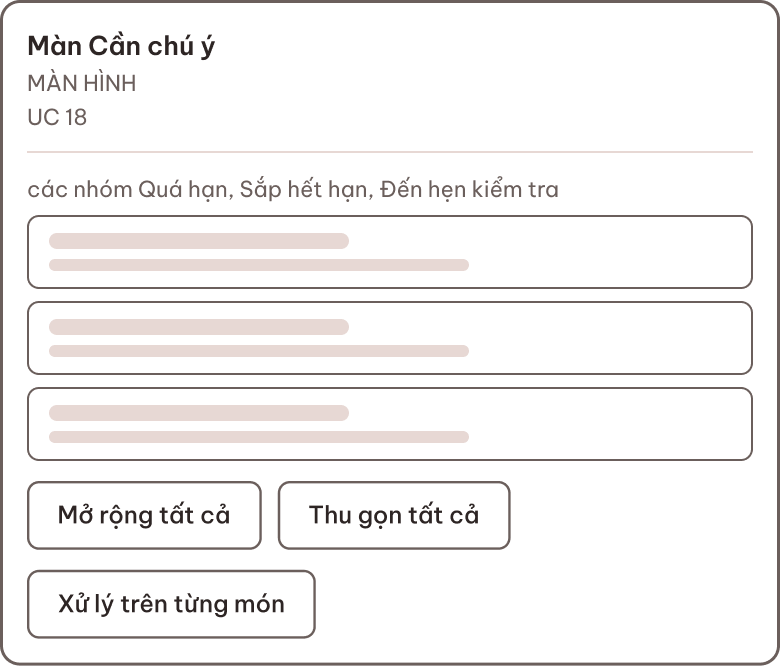 Màn Cần chú ý
MÀN HÌNH
UC 18
các nhóm Quá hạn, Sắp hết hạn, Đến hẹn kiểm tra
Mở rộng tất cả
Thu gọn tất cả
Xử lý trên từng món